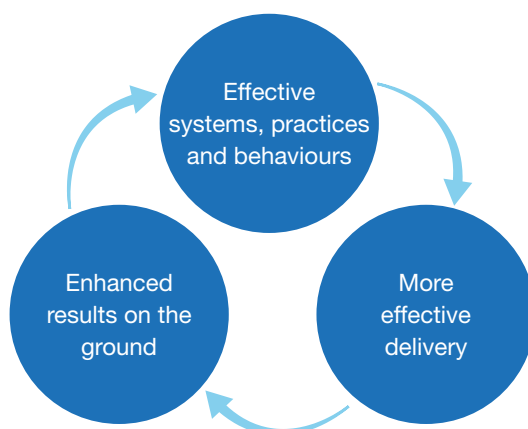 Effective
systems, practices
and behaviours
More
effective
delivery
Enhanced
results on the
ground